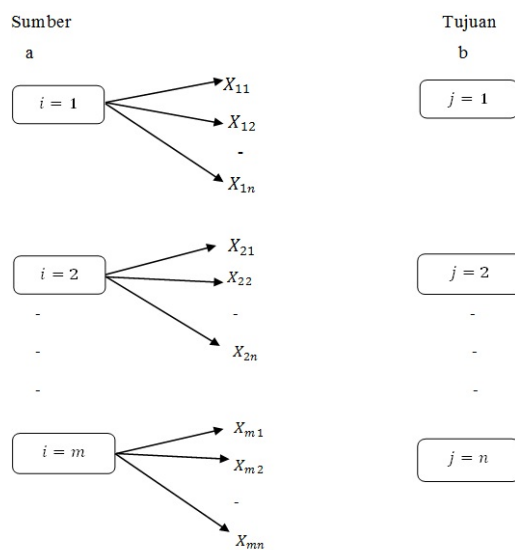 Sumber Tujuan
a b
X₁₁
i = 1 j = 1
X₁₂
-
X₁ₙ
X₂₁
i = 2 j = 2
X₂₂
- - -
- X₂ₙ -
- -
Xₘ₁
i = m j = n
Xₘ₂
-
Xₘₙ